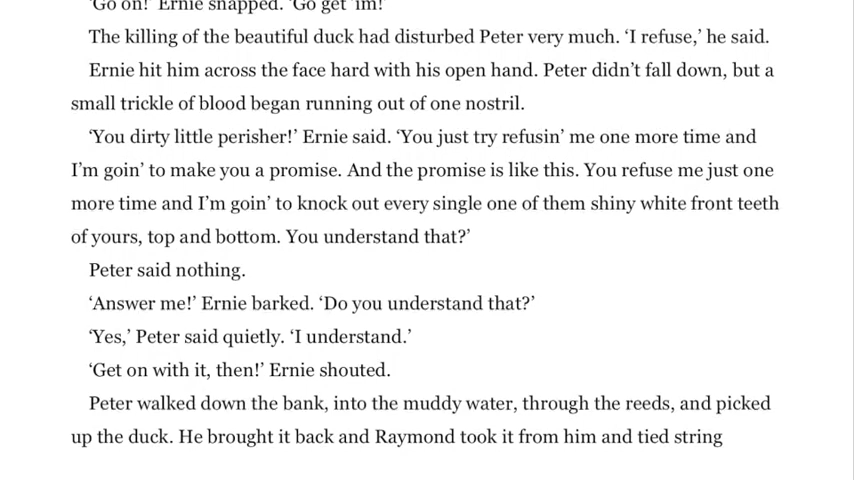 'Go on!' Ernie snapped. 'Go get 'im!'
The killing of the beautiful duck had disturbed Peter very much. ‘I refuse,’ he said.
Ernie hit him across the face hard with his open hand. Peter didn’t fall down, but a
small trickle of blood began running out of one nostril.
‘You dirty little perisher!’ Ernie said. ‘You just try refusin’ me one more time and
I’m goin’ to make you a promise. And the promise is like this. You refuse me just one
more time and I’m goin’ to knock out every single one of them shiny white front teeth
of yours, top and bottom. You understand that?’
Peter said nothing.
‘Answer me!’ Ernie barked. ‘Do you understand that?’
‘Yes,’ Peter said quietly. ‘I understand.’
‘Get on with it, then!’ Ernie shouted.
Peter walked down the bank, into the muddy water, through the reeds, and picked
up the duck. He brought it back and Raymond took it from him and tied string